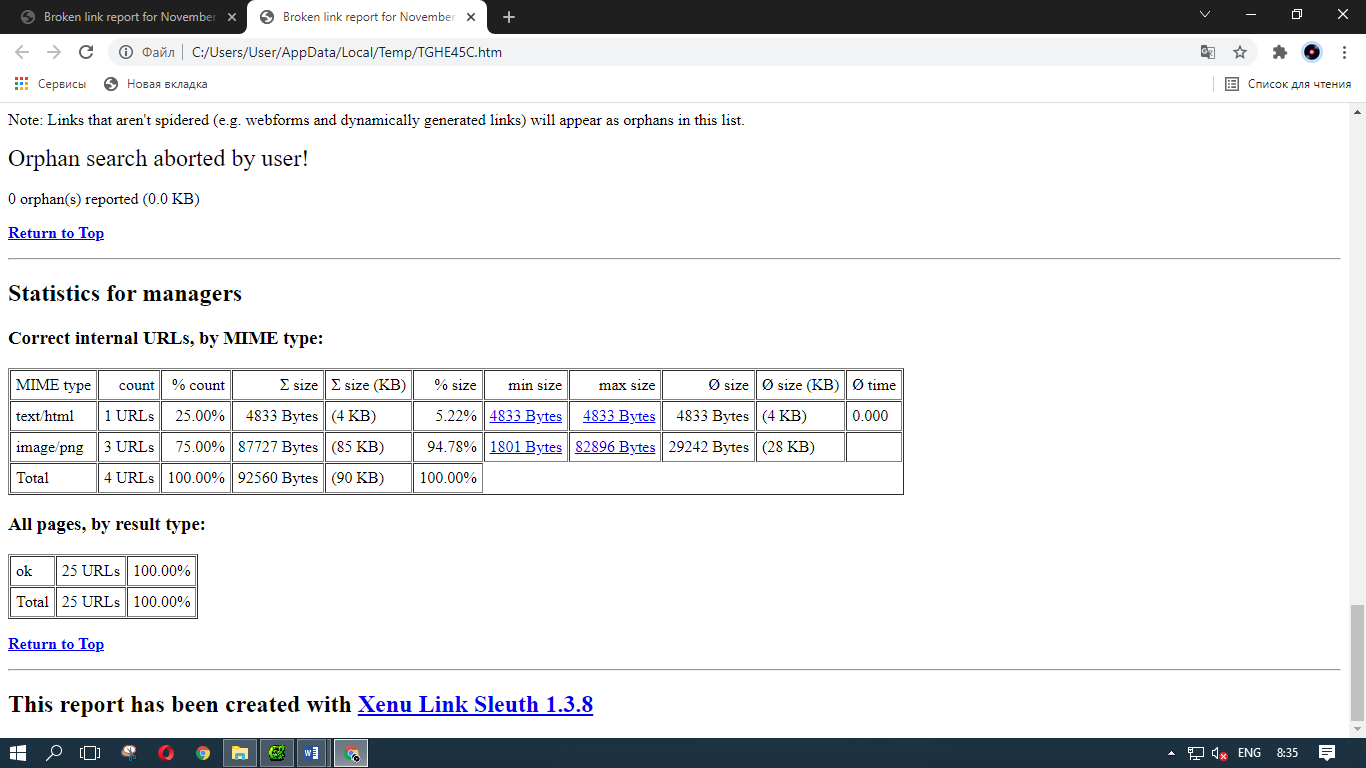 Broken link report for November
Broken link report for November
Файл
C:/Users/User/AppData/Local/Temp/TGHE45C.htm
Сервисы
Новая вкладка
Список для чтения
Note: Links that aren't spidered (e.g. webforms and dynamically generated links) will appear as orphans in this list.
Orphan search aborted by user!
0 orphan(s) reported (0.0 KB)
Return to Top
Statistics for managers
Correct internal URLs, by MIME type:
MIME type count % count Σ size Σ size (KB) % size min size max size Ø size Ø size (KB) Ø time
text/html 1 URLs 25.00% 4833 Bytes (4 KB) 5.22% 4833 Bytes 4833 Bytes 4833 Bytes (4 KB) 0.000
image/png 3 URLs 75.00% 87727 Bytes (85 KB) 94.78% 1801 Bytes 82896 Bytes 29242 Bytes (28 KB)
Total 4 URLs 100.00% 92560 Bytes (90 KB) 100.00%
All pages, by result type:
ok 25 URLs 100.00%
Total 25 URLs 100.00%
Return to Top
This report has been created with Xenu Link Sleuth 1.3.8
ENG 8:35